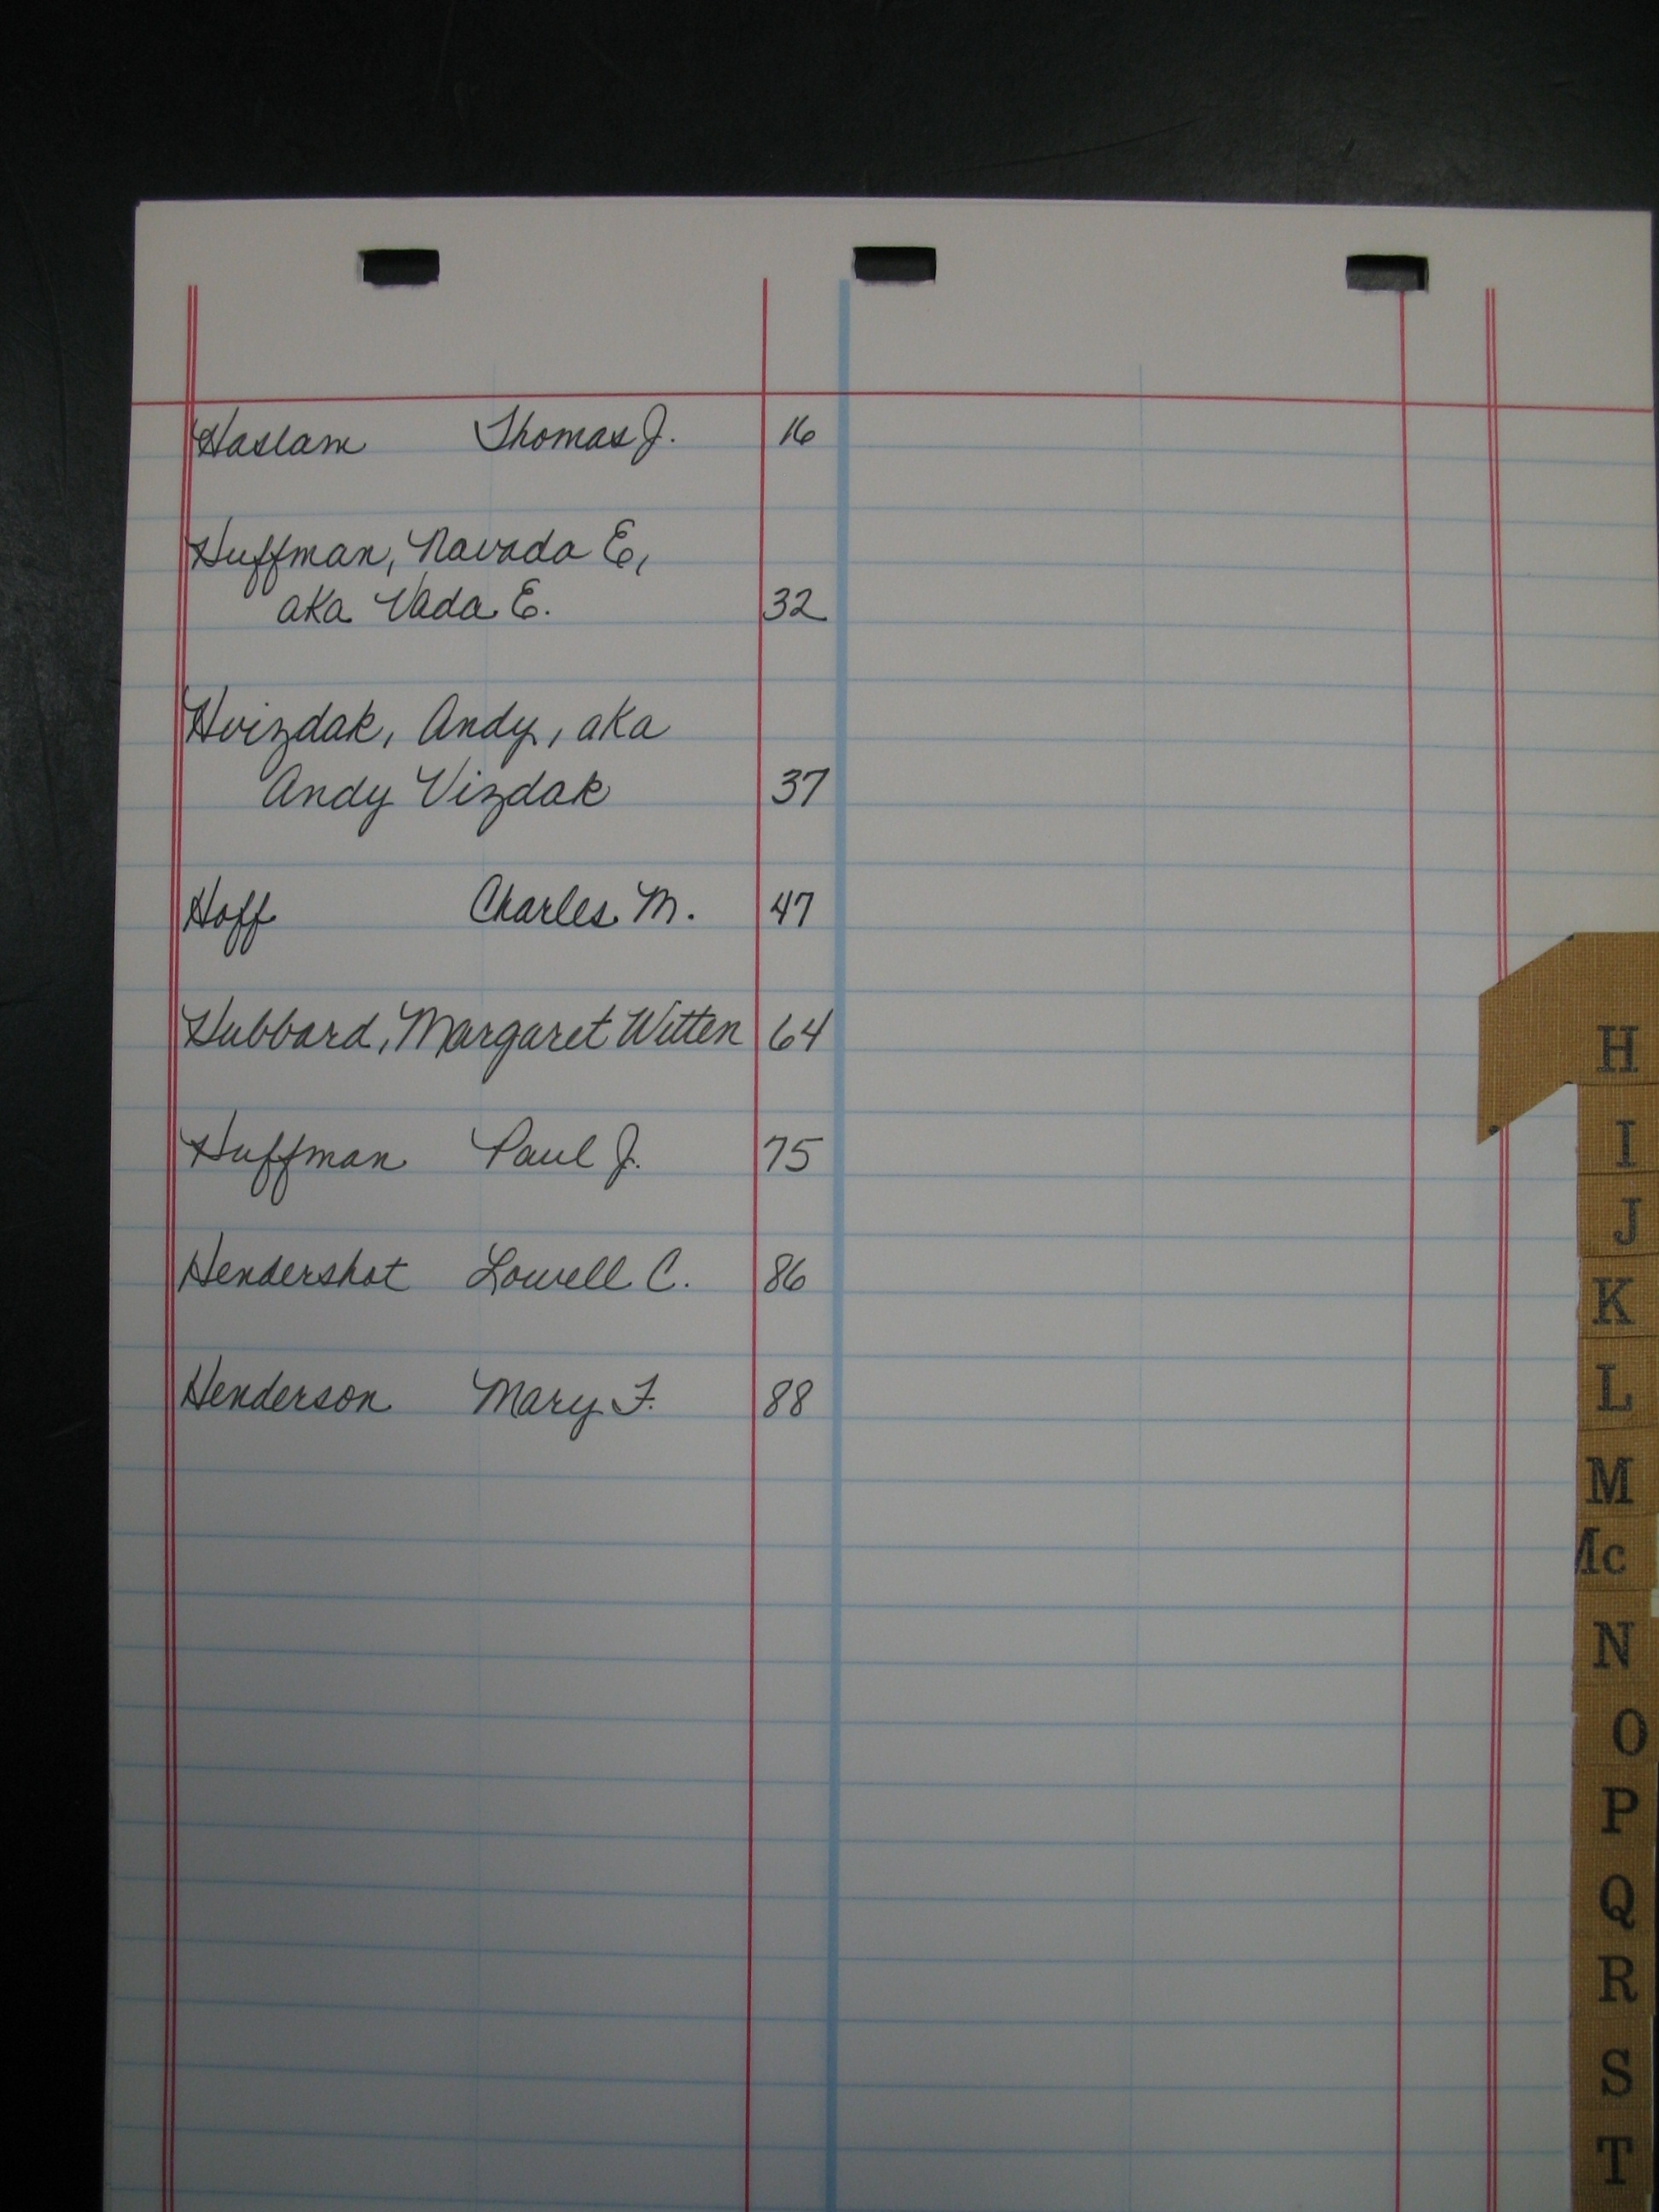 Haslam Thomas J. 16
Huffman, Navada E,
aka Vada E. 32
Hvizdak, Andy, aka
Andy Vizdak 37
Hoff Charles M. 47
Hubbard, Margaret Witten 64
Huffman Paul J. 75
Hendershot Lowell C. 86
Henderson Mary F. 88
H
I
J
K
L
M
Mc
N
O
P
Q
R
S
T